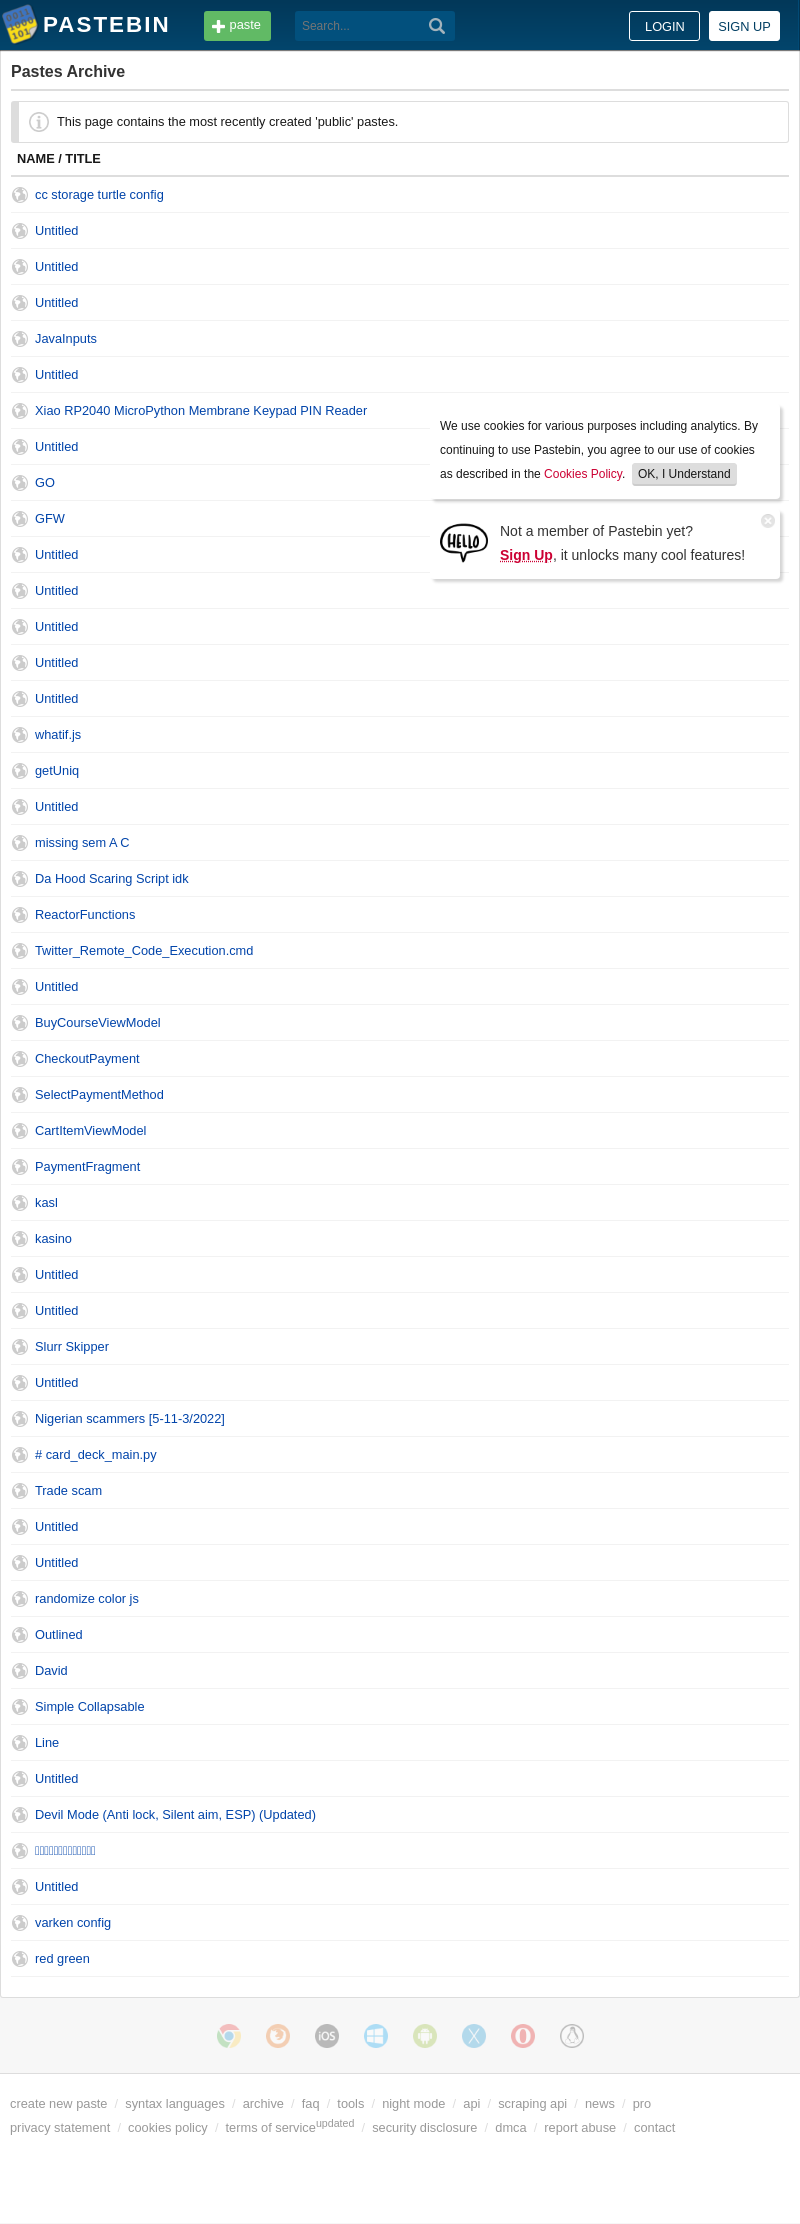 PASTEBIN
paste
Search...
LOGIN
SIGN UP
Pastes Archive
This page contains the most recently created 'public' pastes.
NAME / TITLE
cc storage turtle config
Untitled
Untitled
Untitled
JavaInputs
Untitled
Xiao RP2040 MicroPython Membrane Keypad PIN Reader
Untitled
GO
GFW
Untitled
Untitled
Untitled
Untitled
Untitled
whatif.js
getUniq
Untitled
missing sem A C
Da Hood Scaring Script idk
ReactorFunctions
Twitter_Remote_Code_Execution.cmd
Untitled
BuyCourseViewModel
CheckoutPayment
SelectPaymentMethod
CartItemViewModel
PaymentFragment
kasl
kasino
Untitled
Untitled
Slurr Skipper
Untitled
Nigerian scammers [5-11-3/2022]
# card_deck_main.py
Trade scam
Untitled
Untitled
randomize color js
Outlined
David
Simple Collapsable
Line
Untitled
Devil Mode (Anti lock, Silent aim, ESP) (Updated)
Untitled
varken config
red green
We use cookies for various purposes including analytics. By
continuing to use Pastebin, you agree to our use of cookies
as described in the Cookies Policy. OK, I Understand
HELLO
Not a member of Pastebin yet?
Sign Up, it unlocks many cool features!
iOS
create new paste / syntax languages / archive / faq / tools / night mode / api / scraping api / news / pro
privacy statement / cookies policy / terms of service updated / security disclosure / dmca / report abuse / contact